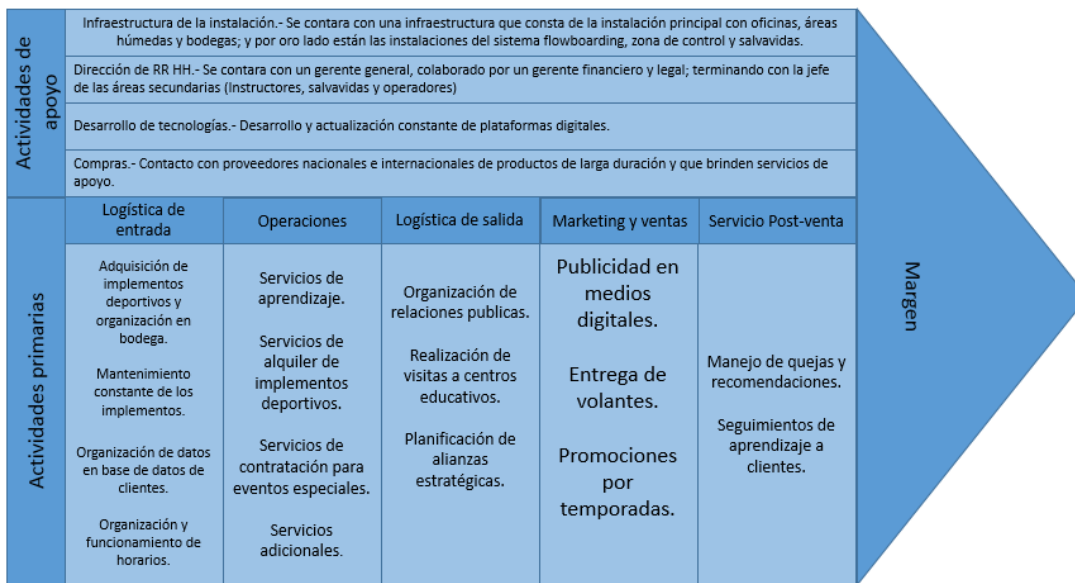 Actividades de
apoyo
Infraestructura de la instalación.- Se contara con una infraestructura que consta de la instalación principal con oficinas, áreas
húmedas y bodegas; y por oro lado están las instalaciones del sistema flowboarding, zona de control y salvavidas.
Dirección de RR HH.- Se contara con un gerente general, colaborado por un gerente financiero y legal; terminando con la jefe
de las áreas secundarias (Instructores, salvavidas y operadores)
Desarrollo de tecnologías.- Desarrollo y actualización constante de plataformas digitales.
Compras.- Contacto con proveedores nacionales e internacionales de productos de larga duración y que brinden servicios de
apoyo.
Actividades primarias
Logística de
entrada
Adquisición de
implementos
deportivos y
organización en
bodega.
Mantenimiento
constante de los
implementos.
Organización de datos
en base de datos de
clientes.
Organización y
funcionamiento de
horarios.
Operaciones
Servicios de
aprendizaje.
Servicios de
alquiler de
implementos
deportivos.
Servicios de
contratación para
eventos especiales.
Servicios
adicionales.
Logística de salida
Organización de
relaciones publicas.
Realización de
visitas a centros
educativos.
Planificación de
alianzas
estratégicas.
Marketing y ventas
Publicidad en
medios
digitales.
Entrega de
volantes.
Promociones
por
temporadas.
Servicio Post-venta
Manejo de quejas y
recomendaciones.
Seguimientos de
aprendizaje a
clientes.
Margen